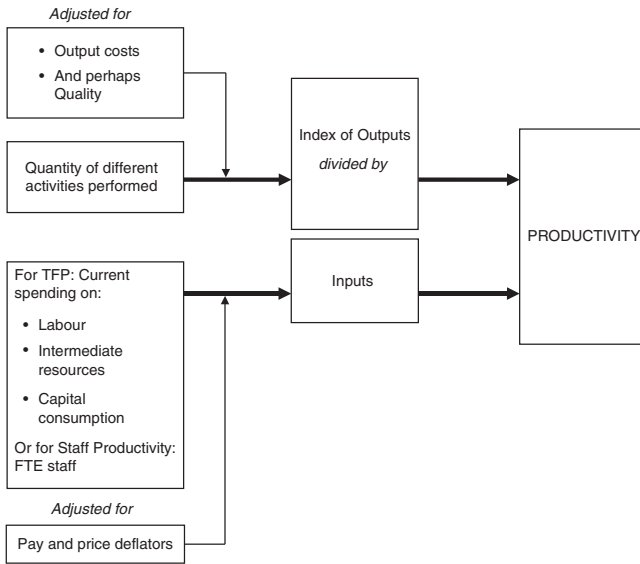 Adjusted for
• Output costs
• And perhaps
Quality
Quantity of different
activities performed
Index of Outputs
divided by
PRODUCTIVITY
For TFP: Current
spending on:
• Labour
• Intermediate
resources
• Capital
consumption
Or for Staff Productivity:
FTE staff
Inputs
Adjusted for
Pay and price deflators